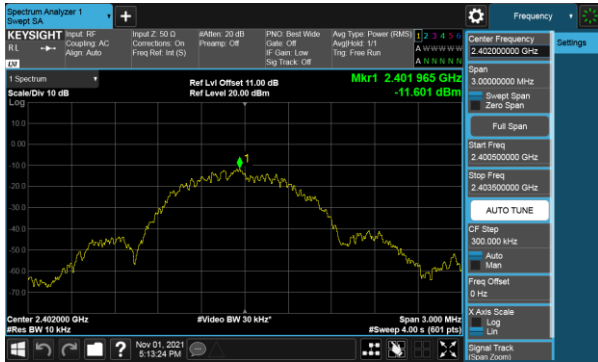 Spectrum Analyzer 1
Swept SA
+
Frequency
KEYSIGHT
RL
Input: RF
Coupling: AC
Align: Auto
Input Z: 50 Ω
Corrections: On
Freq Ref: Int (S)
#Atten: 20 dB
Preamp: Off
PNO: Best Wide
Gate: Off
IF Gain: Low
Sig Track: Off
Avg Type: Power (RMS)
Avg|Hold: 1/1
Trig: Free Run
1 2 3 4 5 6
A W W W W W
A N N N N N
1 Spectrum
Scale/Div 10 dB
Ref Lvl Offset 11.00 dB
Ref Level 20.00 dBm
Mkr1 2.401 965 GHz
-11.601 dBm
Log
10.0
0.00
-10.0
-20.0
-30.0
-40.0
-50.0
-60.0
-70.0
1
Center 2.402000 GHz
#Res BW 10 kHz
#Video BW 30 kHz*
Span 3.000 MHz
#Sweep 4.00 s (601 pts)
Nov 01, 2021
5:13:24 PM
?
Center Frequency
2.402000000 GHz
Settings
Span
3.00000000 MHz
Swept Span
Zero Span
Full Span
Start Freq
2.400500000 GHz
Stop Freq
2.403500000 GHz
AUTO TUNE
CF Step
300.000 kHz
Auto
Man
Freq Offset
0 Hz
X Axis Scale
Log
Lin
Signal Track
(Span Zoom)